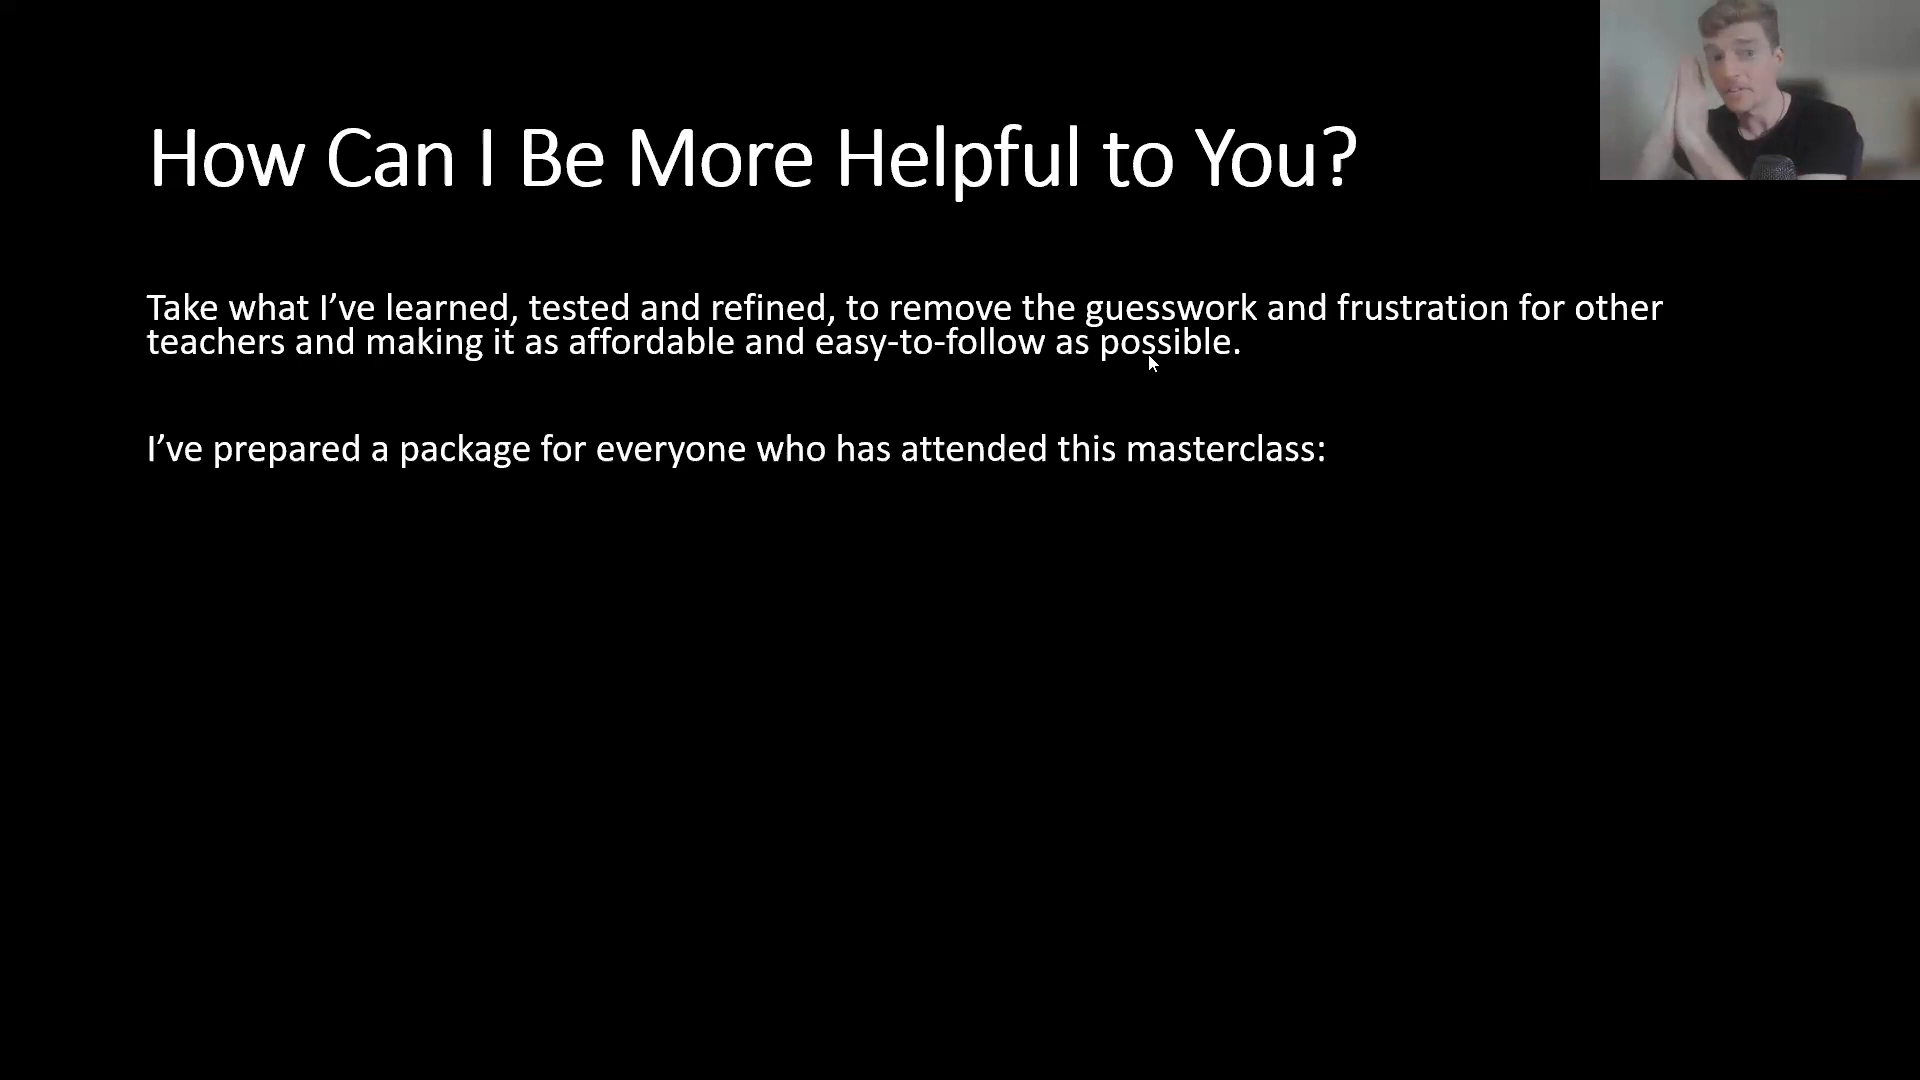 How Can I Be More Helpful to You?
Take what I’ve learned, tested and refined, to remove the guesswork and frustration for other
teachers and making it as affordable and easy-to-follow as possible.
I’ve prepared a package for everyone who has attended this masterclass: